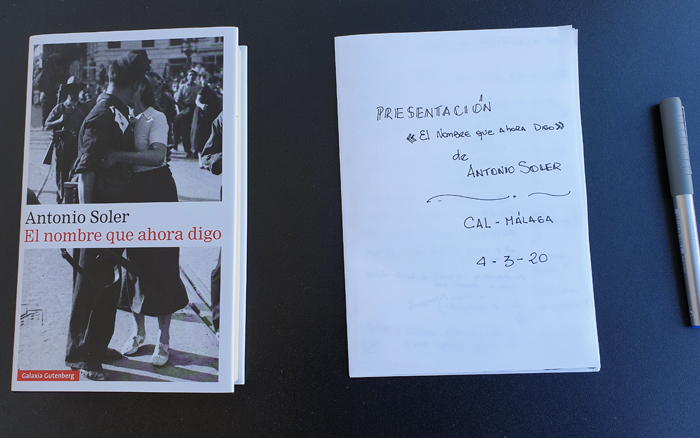 Antonio Soler
El nombre que ahora digo
Galaxia Gutenberg
PRESENTACIÓN
«El Nombre que Ahora Digo»
de
ANTONIO SOLER
CAL - MÁLAGA
4 - 3 - 20